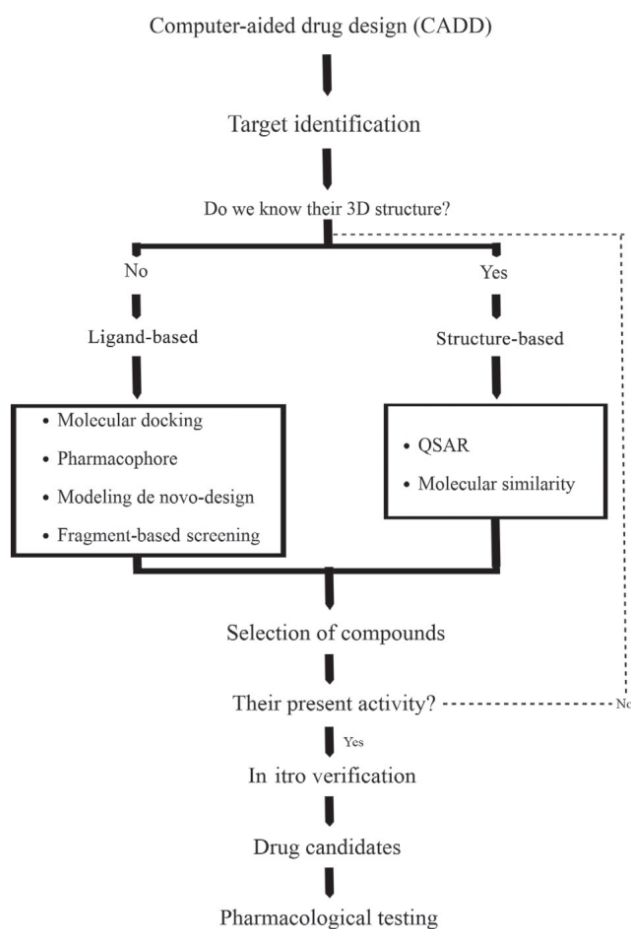 Computer-aided drug design (CADD)
Target identification
Do we know their 3D structure?
No
Yes
Ligand-based
Structure-based
• Molecular docking
• Pharmacophore
• Modeling de novo-design
• Fragment-based screening
• QSAR
• Molecular similarity
Selection of compounds
Their present activity?
No
Yes
In itro verification
Drug candidates
Pharmacological testing